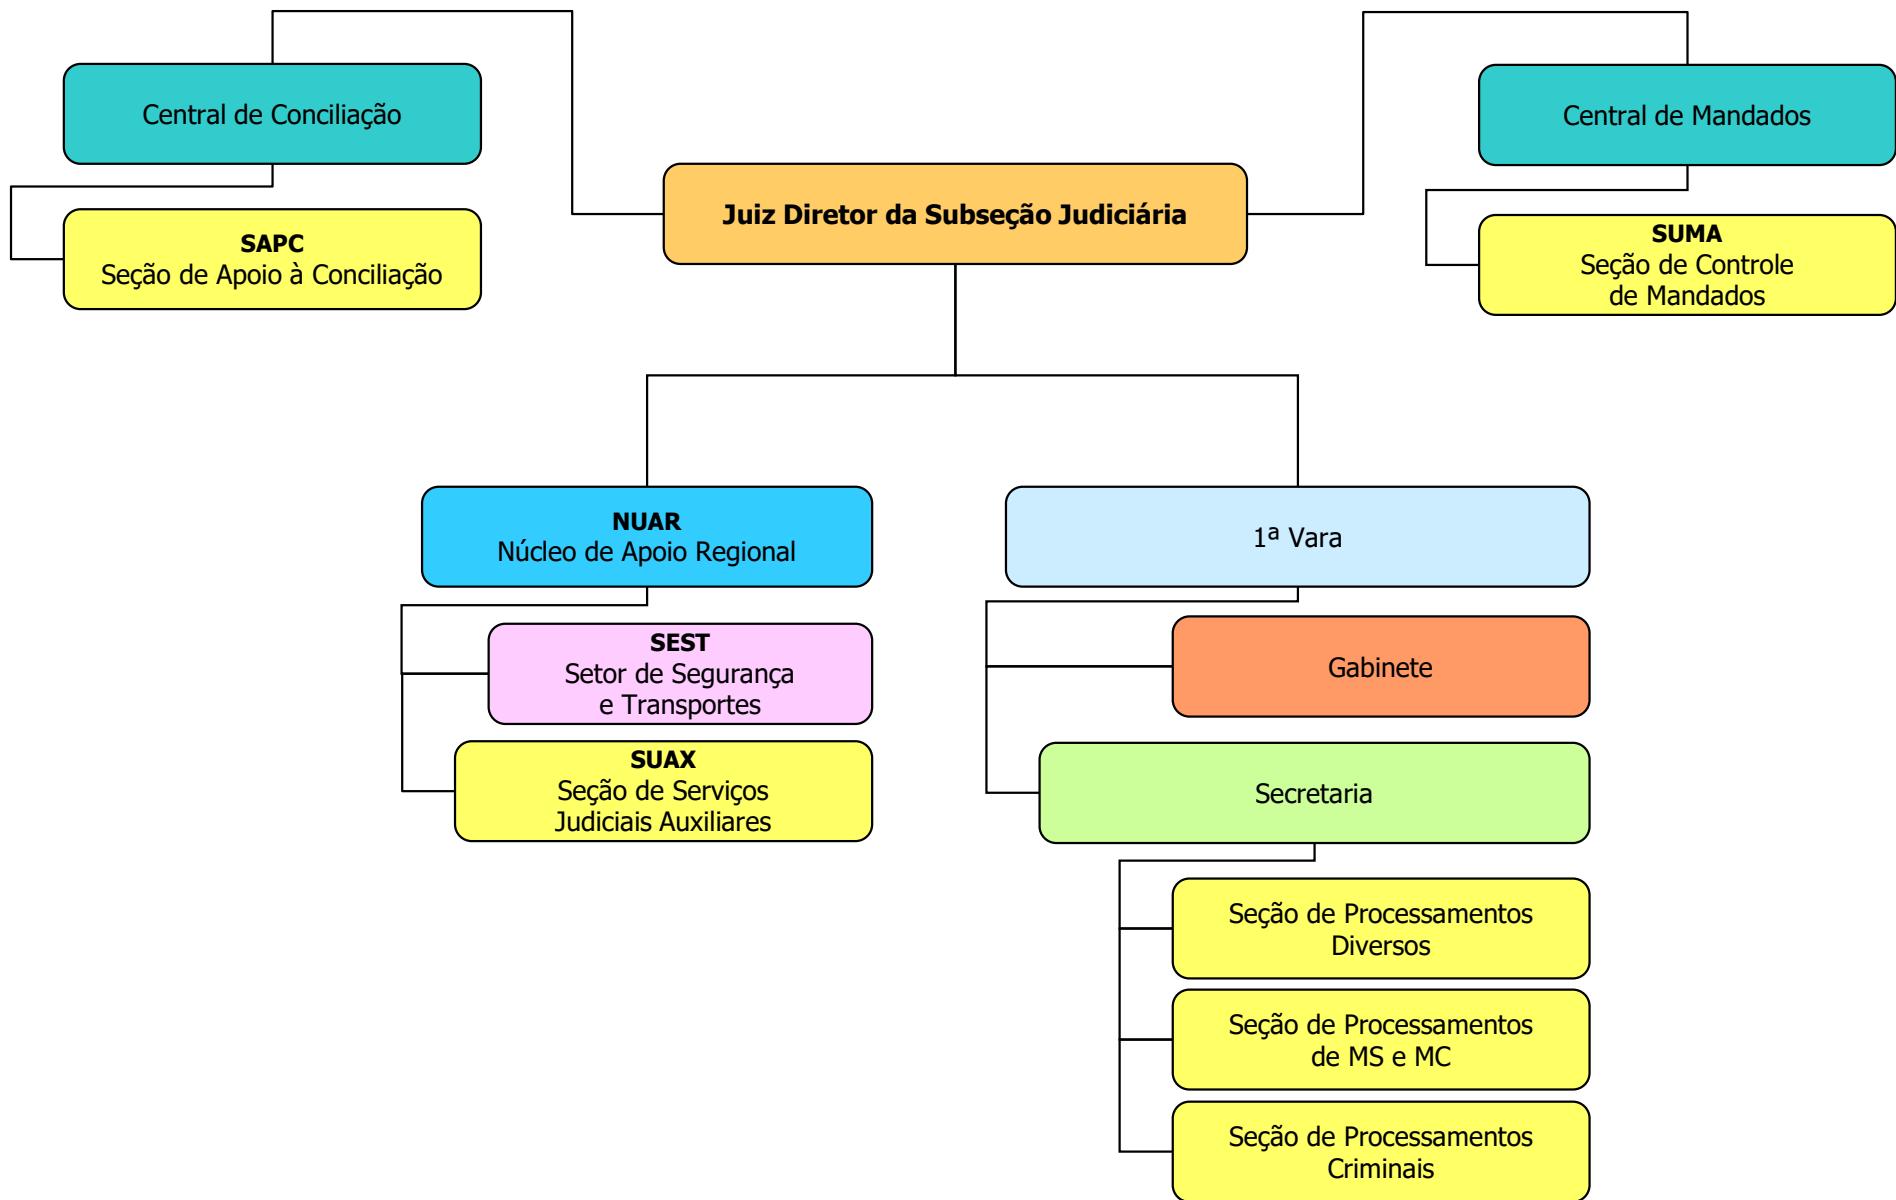 Central de Conciliação
Central de Mandados
Juiz Diretor da Subseção Judiciária
SAPC
Seção de Apoio à Conciliação
SUMA
Seção de Controle
de Mandados
NUAR
Núcleo de Apoio Regional
1ª Vara
SEST
Setor de Segurança
e Transportes
Gabinete
SUAX
Seção de Serviços
Judiciais Auxiliares
Secretaria
Seção de Processamentos
Diversos
Seção de Processamentos
de MS e MC
Seção de Processamentos
Criminais